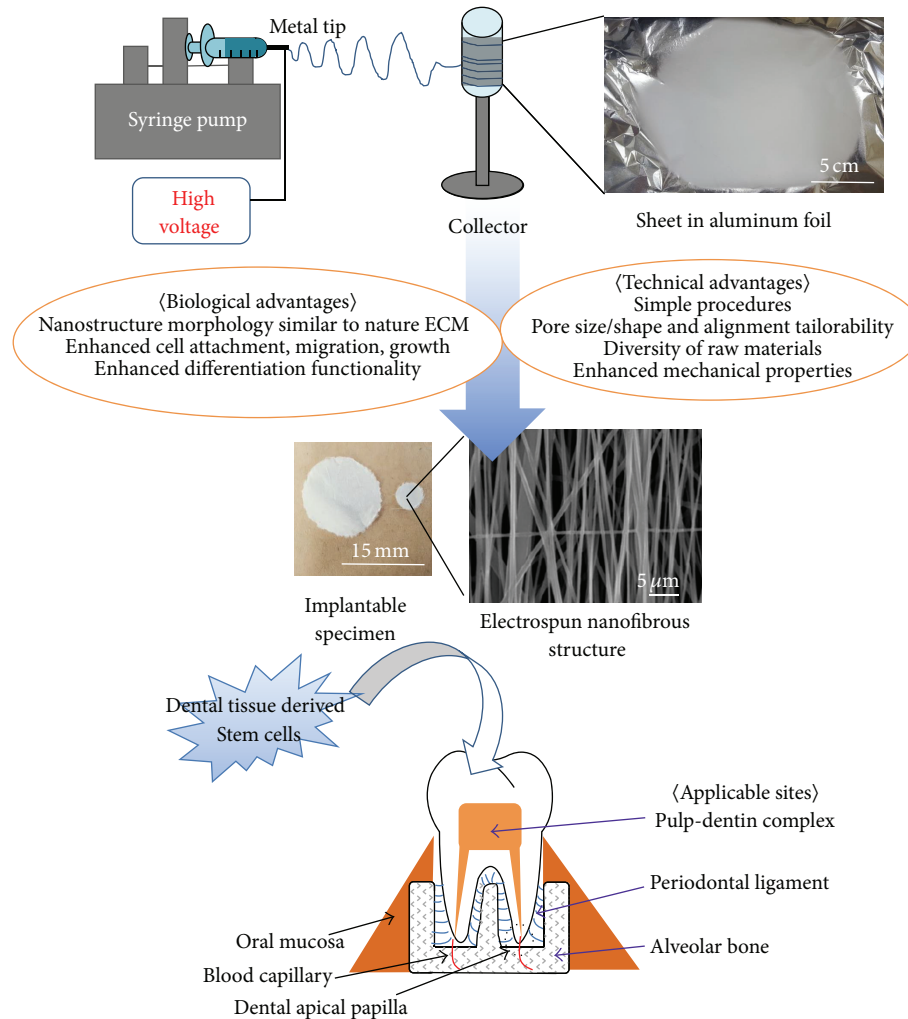 Metal tip
Syringe pump
High
voltage
Collector
5 cm
Sheet in aluminum foil
⟨Biological advantages⟩
Nanostructure morphology similar to nature ECM
Enhanced cell attachment, migration, growth
Enhanced differentiation functionality
⟨Technical advantages⟩
Simple procedures
Pore size/shape and alignment tailorability
Diversity of raw materials
Enhanced mechanical properties
15 mm
Implantable
specimen
5 μm
Electrospun nanofibrous
structure
Dental tissue derived
Stem cells
⟨Applicable sites⟩
Pulp-dentin complex
Periodontal ligament
Alveolar bone
Oral mucosa
Blood capillary
Dental apical papilla